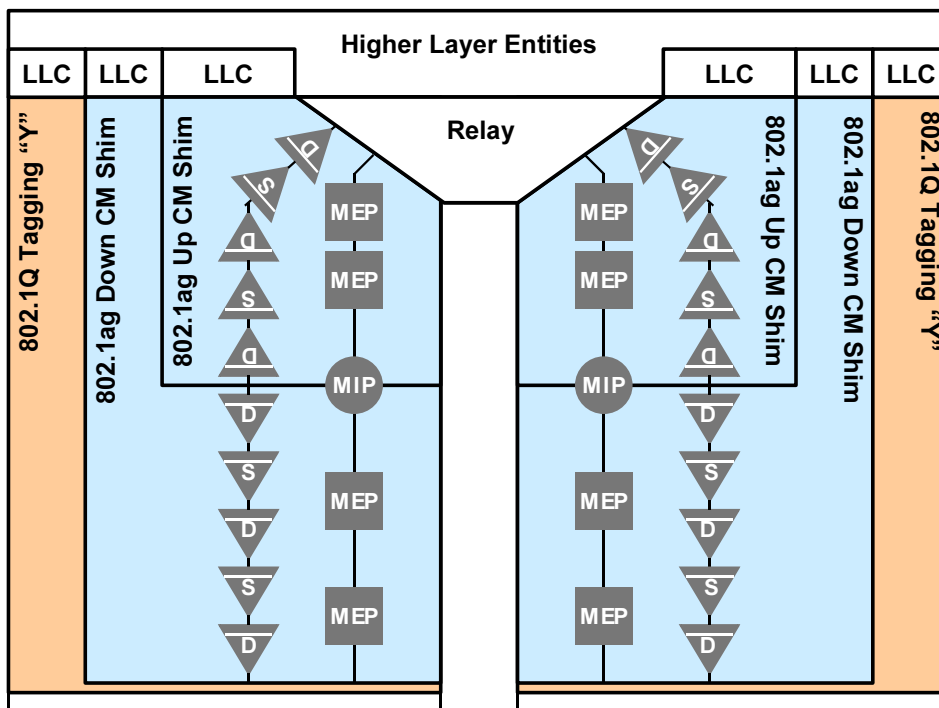 Higher Layer Entities
LLC
LLC
LLC
LLC
LLC
LLC
Relay
802.1Q Tagging “Y”
802.1ag Down CM Shim
802.1ag Up CM Shim
D
S
D
S
D
D
S
D
S
D
MEP
MEP
MIP
MEP
MEP
MEP
MEP
MIP
MEP
MEP
D
S
D
S
D
D
S
D
S
D
802.1ag Up CM Shim
802.1ag Down CM Shim
802.1Q Tagging “Y”